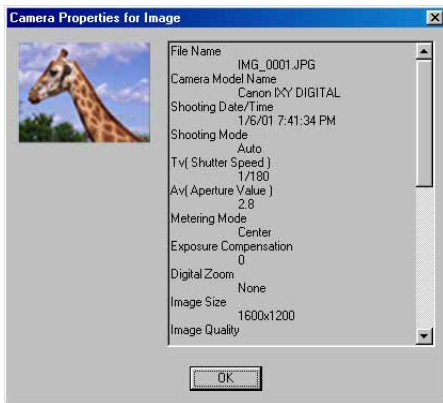 Camera Properties for Image
File Name
IMG_0001.JPG
Camera Model Name
Canon IXY DIGITAL
Shooting Date/Time
1/6/01 7:41:34 PM
Shooting Mode
Auto
Tv( Shutter Speed )
1/180
Av( Aperture Value )
2.8
Metering Mode
Center
Exposure Compensation
0
Digital Zoom
None
Image Size
1600x1200
Image Quality
OK